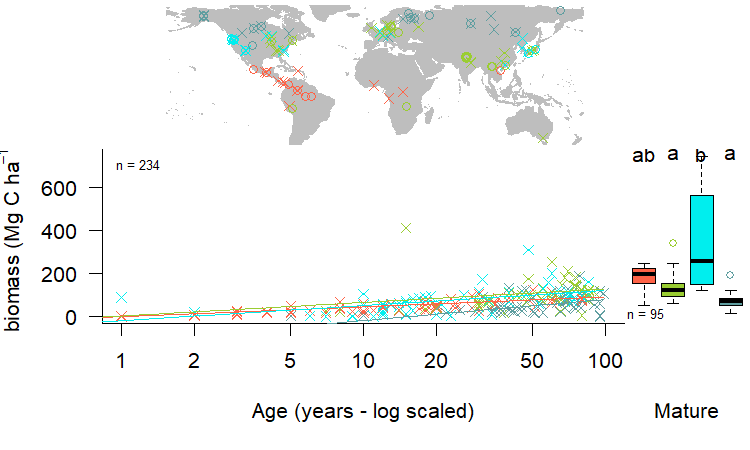 biomass (Mg C ha⁻¹
600
400
200
0
n = 234
1
2
5
10
20
50
100
Age (years - log scaled)
ab
a
b
a
n = 95
Mature